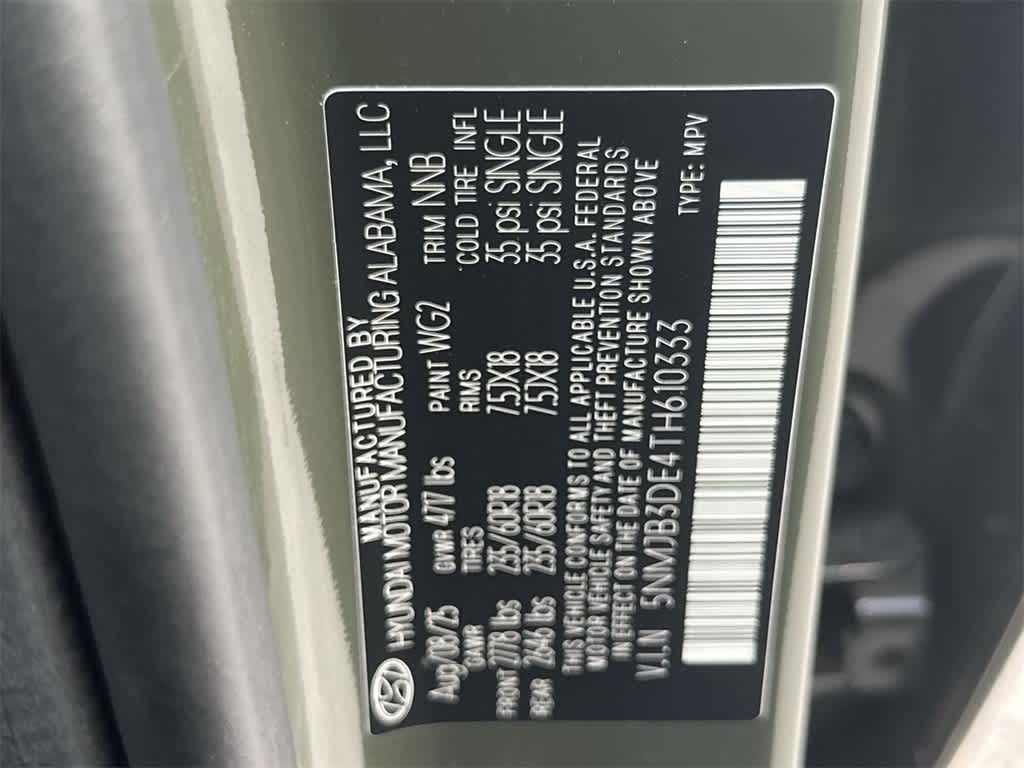 MANUFACTURED BY
HYUNDAI MOTOR MANUFACTURING ALABAMA, LLC
Aug/08/25 GVWR 4717 lbs PAINT WG2 TRIM NNB
GAWR TIRES RIMS COLD TIRE INFL
FRONT 2778 lbs 235/60R18 7.5JX18 35 psi SINGLE
REAR 2646 lbs 235/60R18 7.5JX18 35 psi SINGLE
THIS VEHICLE CONFORMS TO ALL APPLICABLE U.S.A. FEDERAL
MOTOR VEHICLE SAFETY AND THEFT PREVENTION STANDARDS
IN EFFECT ON THE DATE OF MANUFACTURE SHOWN ABOVE
V.I.N 5NMJB3DE4TH610333
TYPE: MPV